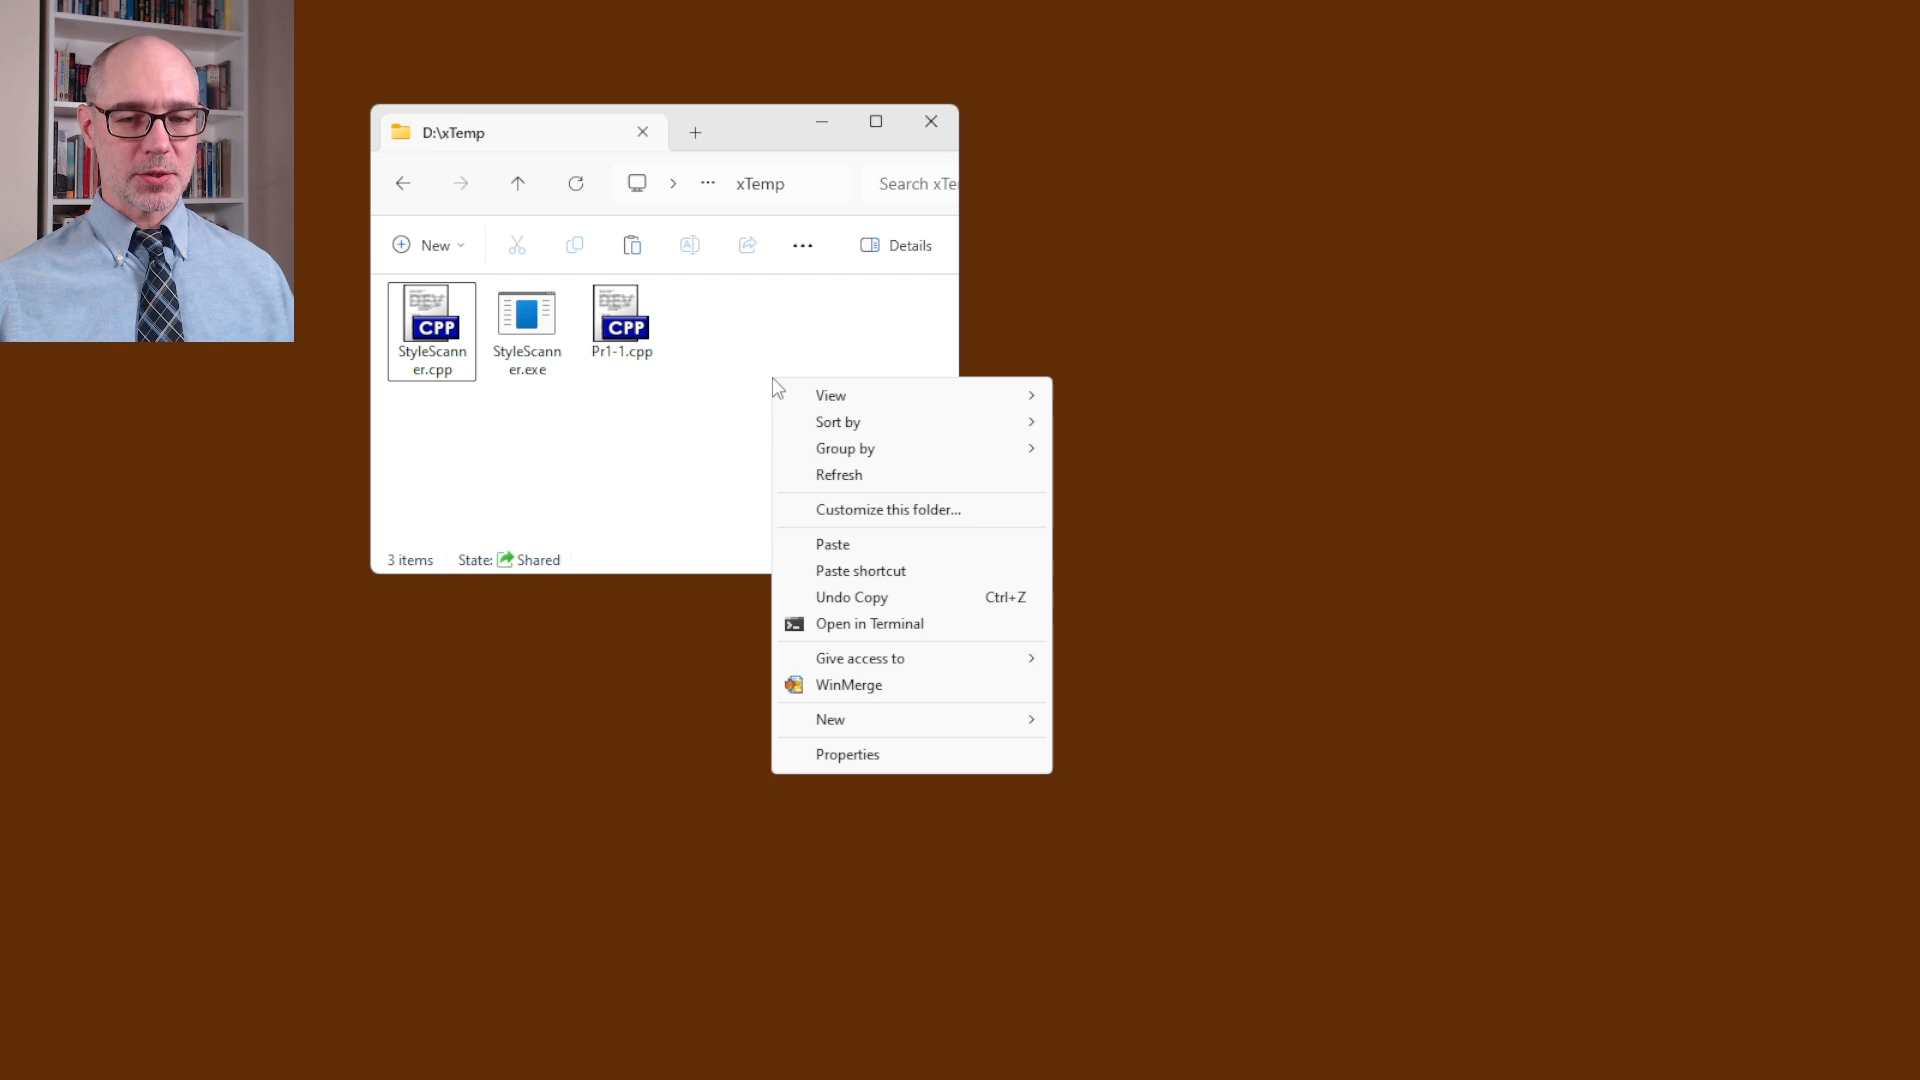 D:\xTemp
xTemp
Search xTe
New
Details
DEV
CPP
StyleScann
er.cpp
StyleScann
er.exe
DEV
CPP
Pr1-1.cpp
3 items
State: Shared
View
Sort by
Group by
Refresh
Customize this folder...
Paste
Paste shortcut
Undo Copy Ctrl+Z
Open in Terminal
Give access to
WinMerge
New
Properties